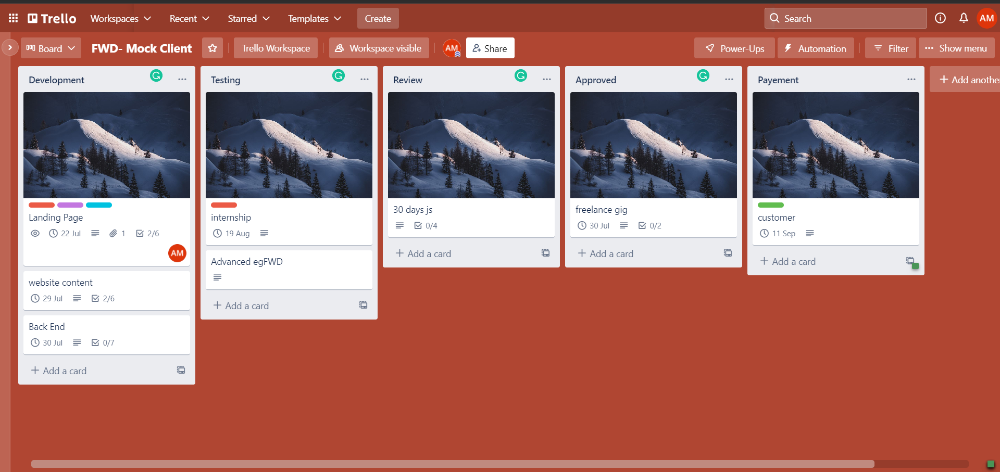 Trello Workspaces Recent Starred Templates Create Search AM
Board FWD- Mock Client Trello Workspace Workspace visible AM Share Power-Ups Automation Filter Show menu
Development
Landing Page
22 Jul 1 2/6
AM
website content
29 Jul 2/6
Back End
30 Jul 0/7
+ Add a card
Testing
internship
19 Aug
Advanced egFWD
+ Add a card
Review
30 days js
0/4
+ Add a card
Approved
freelance gig
30 Jul 0/2
+ Add a card
Payement
customer
11 Sep
+ Add a card
+ Add another